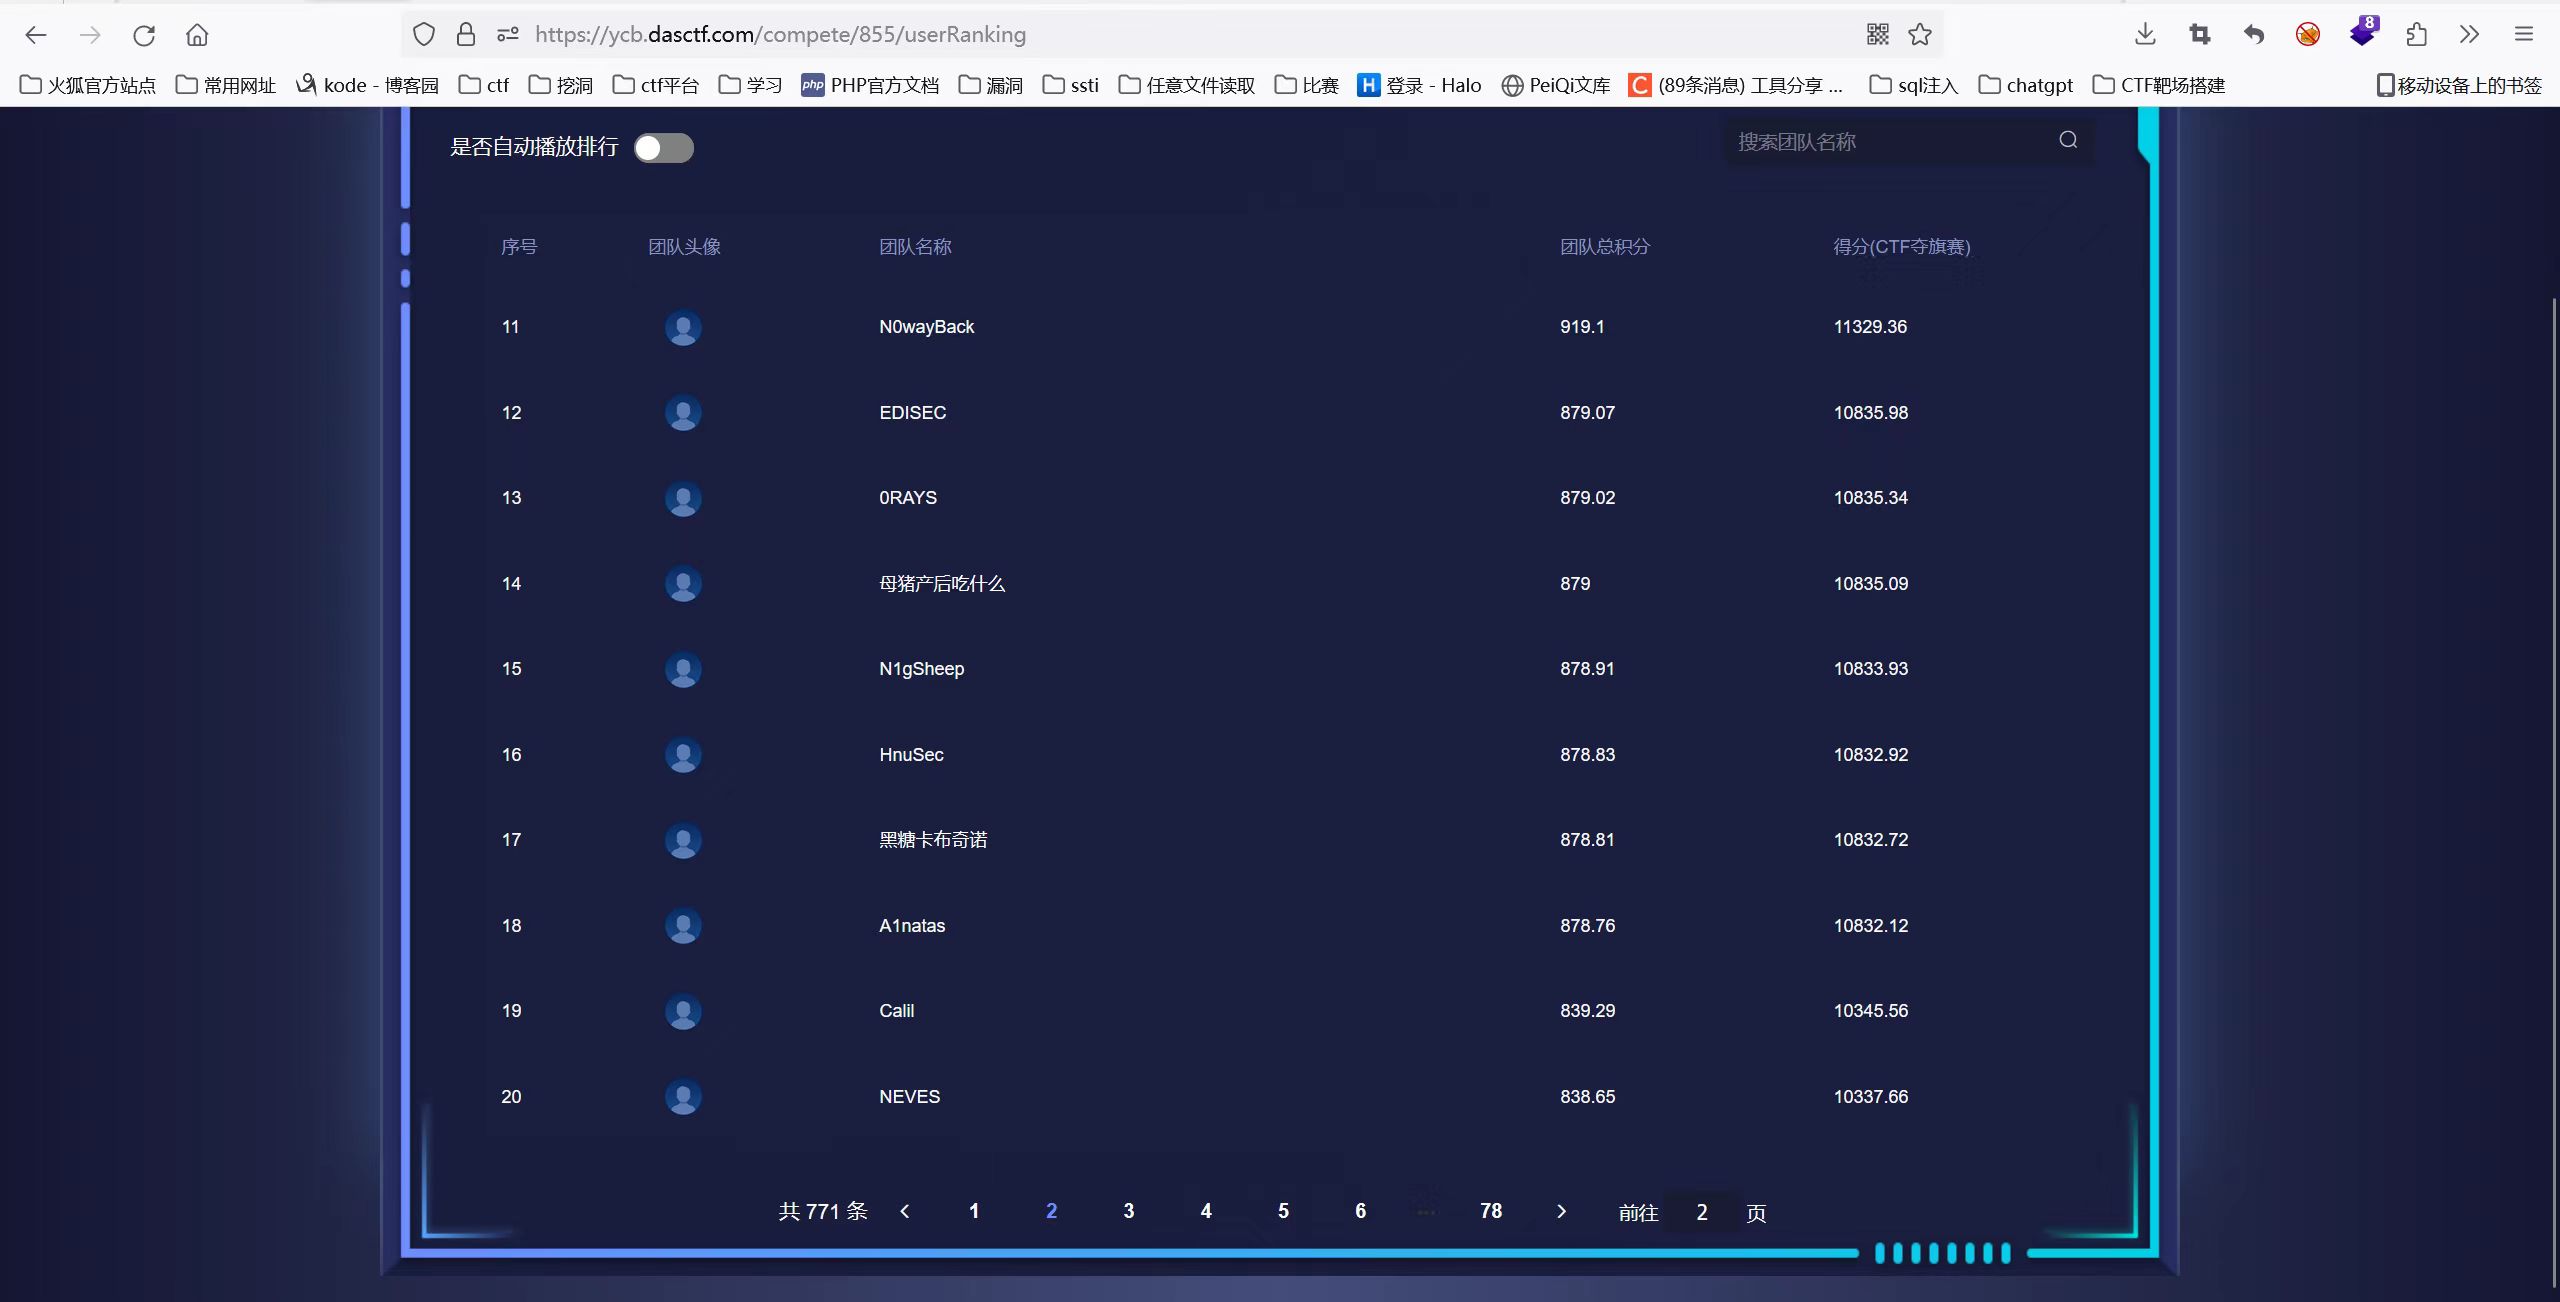 https://ycb.dasctf.com/compete/855/userRanking
8
火狐官方站点 常用网址 kode - 博客园 ctf 挖洞 ctf平台 学习 php PHP官方文档 漏洞 ssti 任意文件读取 比赛 H 登录 - Halo PeiQi文库 C (89条消息) 工具分享 ... sql注入 chatgpt CTF靶场搭建 移动设备上的书签
是否自动播放排行 搜索团队名称
序号 团队头像 团队名称 团队总积分 得分(CTF夺旗赛)
11 N0wayBack 919.1 11329.36
12 EDISEC 879.07 10835.98
13 0RAYS 879.02 10835.34
14 母猪产后吃什么 879 10835.09
15 N1gSheep 878.91 10833.93
16 HnuSec 878.83 10832.92
17 黑糖卡布奇诺 878.81 10832.72
18 A1natas 878.76 10832.12
19 Calil 839.29 10345.56
20 NEVES 838.65 10337.66
共 771 条 1 2 3 4 5 6 ... 78 前往 2 页